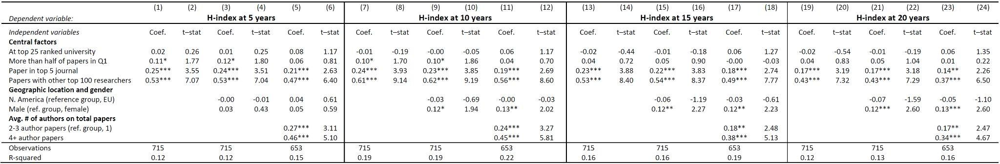 (1) (2) (3) (4) (5) (6) (7) (8) (9) (10) (11) (12) (13) (14) (15) (16) (17) (18) (19) (20) (21) (22) (23) (24)
Dependent variable: H-index at 5 years H-index at 10 years H-index at 15 years H-index at 20 years
Independent variables Coef. t–stat Coef. t–stat Coef. t–stat Coef. t–stat Coef. t–stat Coef. t–stat Coef. t–stat Coef. t–stat Coef. t–stat Coef. t–stat Coef. t–stat Coef. t–stat
Central factors
At top 25 ranked university 0.02 0.26 0.01 0.25 0.08 1.17 -0.01 -0.19 -0.00 -0.05 0.06 1.17 -0.02 -0.44 -0.01 -0.18 0.06 1.27 -0.02 -0.54 -0.01 -0.19 0.06 1.35
More than half of papers in Q1 0.11* 1.77 0.12* 1.80 0.06 0.81 0.10* 1.70 0.10* 1.86 0.04 0.70 0.04 0.72 0.05 0.90 -0.00 -0.03 0.04 0.83 0.05 1.04 0.01 0.22
Paper in top 5 journal 0.25*** 3.55 0.24*** 3.51 0.21*** 2.63 0.24*** 3.93 0.23*** 3.85 0.19*** 2.69 0.23*** 3.88 0.22*** 3.83 0.18*** 2.74 0.17*** 3.19 0.17*** 3.18 0.14** 2.26
Papers with other top 100 researchers 0.53*** 7.07 0.53*** 7.04 0.47*** 6.40 0.61*** 9.14 0.62*** 9.19 0.56*** 8.60 0.53*** 8.40 0.54*** 8.37 0.49*** 7.77 0.43*** 7.32 0.43*** 7.29 0.37*** 6.50
Geographic location and gender
N. America (reference group, EU) -0.00 -0.01 0.04 0.61 -0.03 -0.69 -0.00 -0.03 -0.06 -1.19 -0.03 -0.61 -0.07 -1.59 -0.05 -1.10
Male (ref. group, female) 0.03 0.43 0.05 0.59 0.12* 1.94 0.13** 2.02 0.12** 2.27 0.12** 2.23 0.12*** 2.60 0.13*** 2.60
Avg. # of authors on total papers
2-3 author papers (ref. group, 1) 0.27*** 3.11 0.24*** 3.27 0.18** 2.48 0.17** 2.47
4+ author papers 0.46*** 5.10 0.45*** 5.81 0.38*** 5.13 0.34*** 4.67
Observations 715 715 653 715 715 653 715 715 653 715 715 653
R-squared 0.12 0.12 0.15 0.19 0.19 0.22 0.16 0.16 0.19 0.12 0.13 0.16